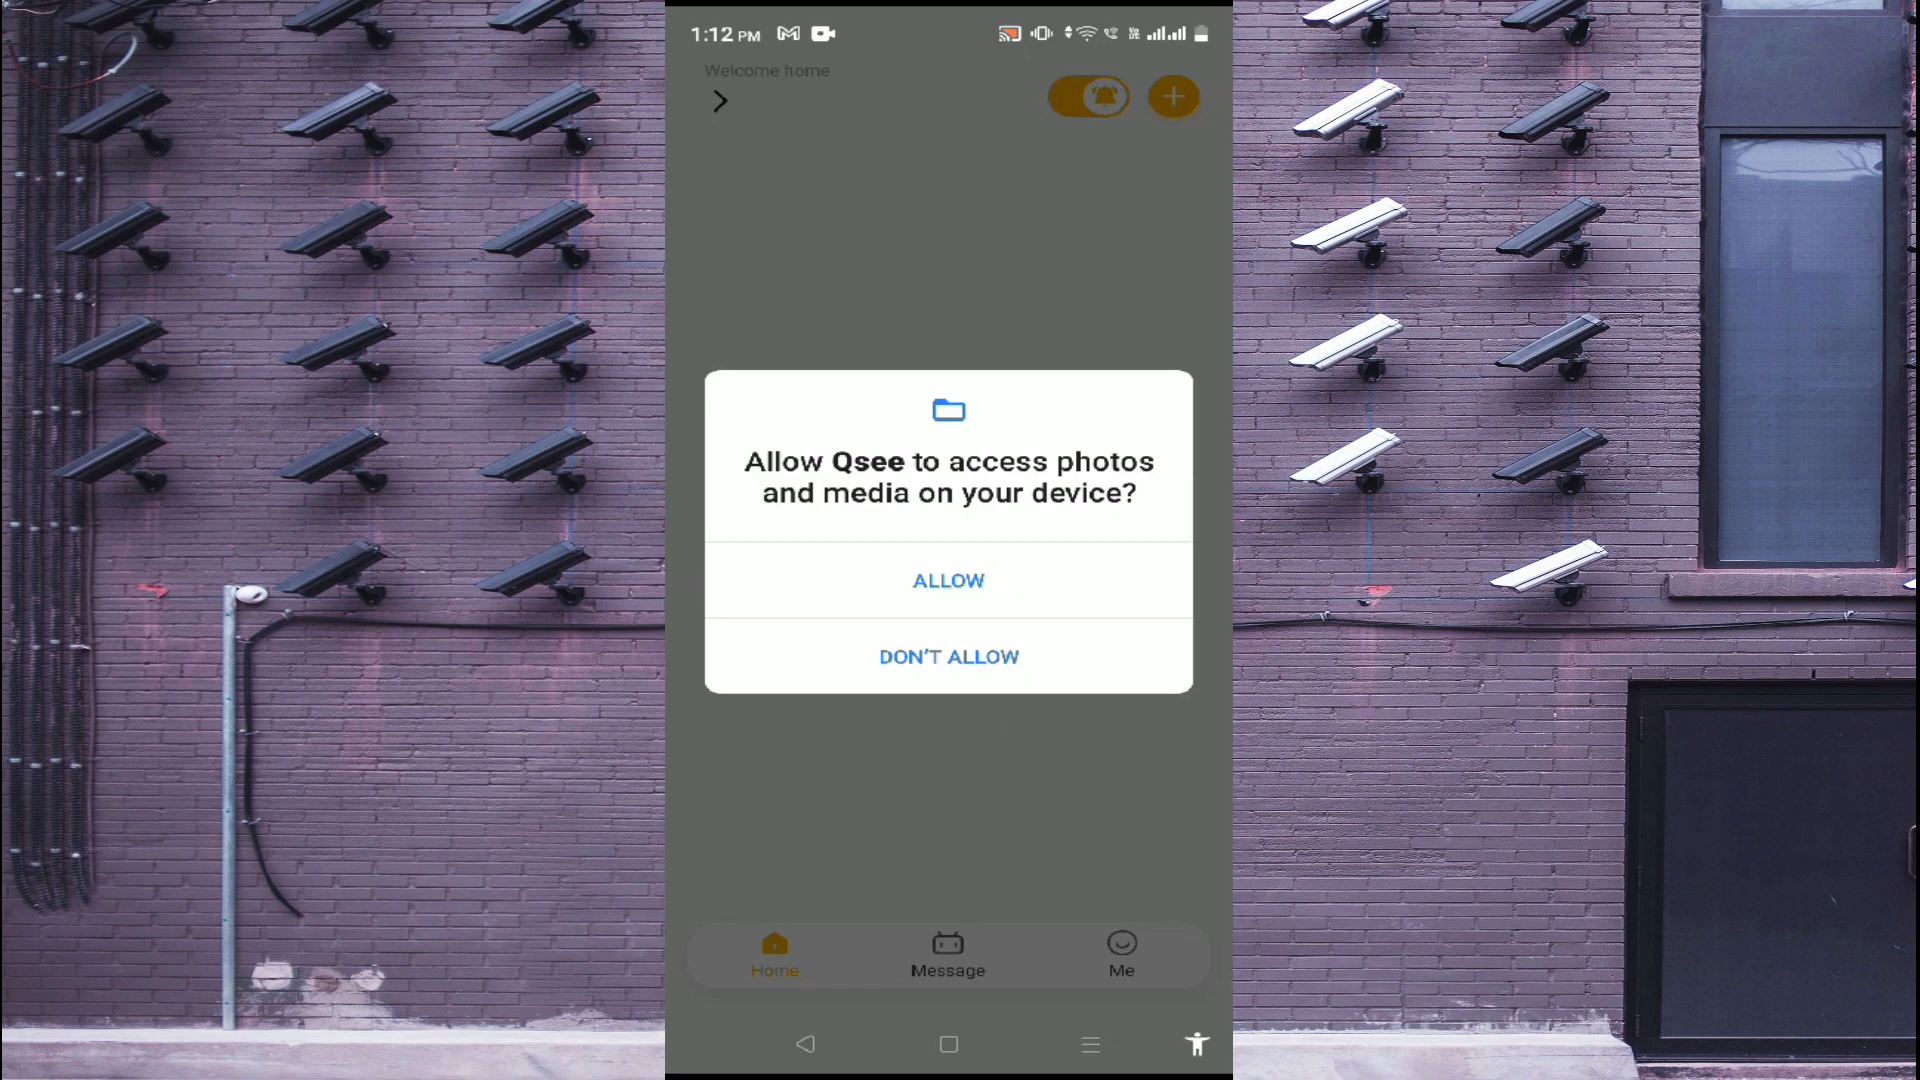 1:12 PM
Welcome home
Allow Qsee to access photos
and media on your device?
ALLOW
DON'T ALLOW
Home
Message
Me